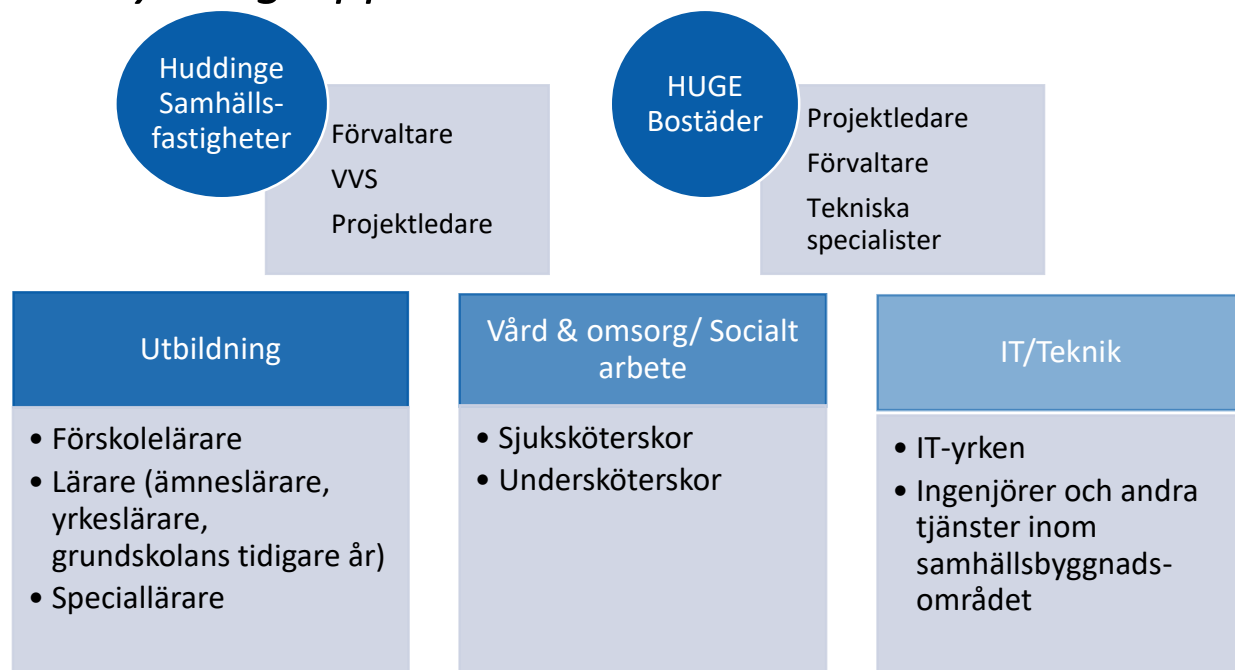 Huddinge
Samhälls-
fastigheter
Förvaltare
VVS
Projektledare
HUGE
Bostäder
Projektledare
Förvaltare
Tekniska
specialister
Utbildning
• Förskolelärare
• Lärare (ämneslärare,
yrkeslärare,
grundskolans tidigare år)
• Speciallärare
Vård & omsorg/ Socialt
arbete
• Sjuksköterskor
• Undersköterskor
IT/Teknik
• IT-yrken
• Ingenjörer och andra
tjänster inom
samhällsbyggnads-
området